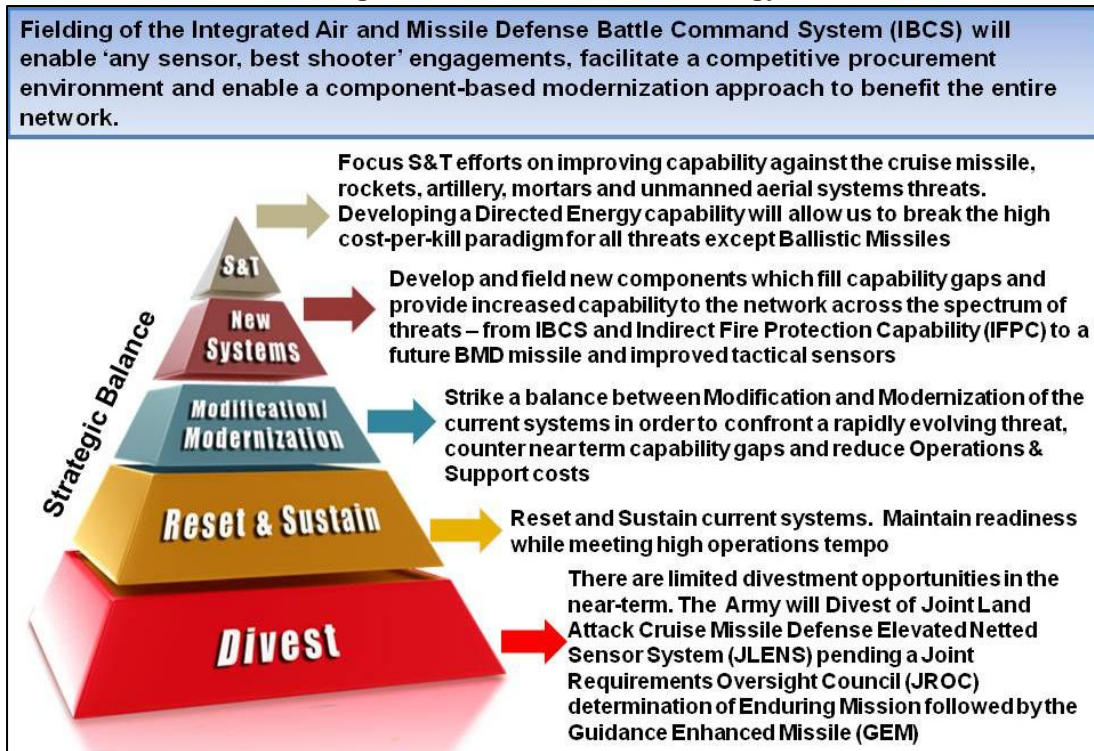 Fielding of the Integrated Air and Missile Defense Battle Command System (IBCS) will
enable ‘any sensor, best shooter’ engagements, facilitate a competitive procurement
environment and enable a component-based modernization approach to benefit the entire
network.
Strategic Balance
S&T
Focus S&T efforts on improving capability against the cruise missile,
rockets, artillery, mortars and unmanned aerial systems threats.
Developing a Directed Energy capability will allow us to break the high
cost-per-kill paradigm for all threats except Ballistic Missiles
New
Systems
Develop and field new components which fill capability gaps and
provide increased capability to the network across the spectrum of
threats – from IBCS and Indirect Fire Protection Capability (IFPC) to a
future BMD missile and improved tactical sensors
Modification/
Modernization
Strike a balance between Modification and Modernization of the
current systems in order to confront a rapidly evolving threat,
counter near term capability gaps and reduce Operations &
Support costs
Reset & Sustain
Reset and Sustain current systems. Maintain readiness
while meeting high operations tempo
Divest
There are limited divestment opportunities in the
near-term. The Army will Divest of Joint Land
Attack Cruise Missile Defense Elevated Netted
Sensor System (JLENS) pending a Joint
Requirements Oversight Council (JROC)
determination of Enduring Mission followed by the
Guidance Enhanced Missile (GEM)